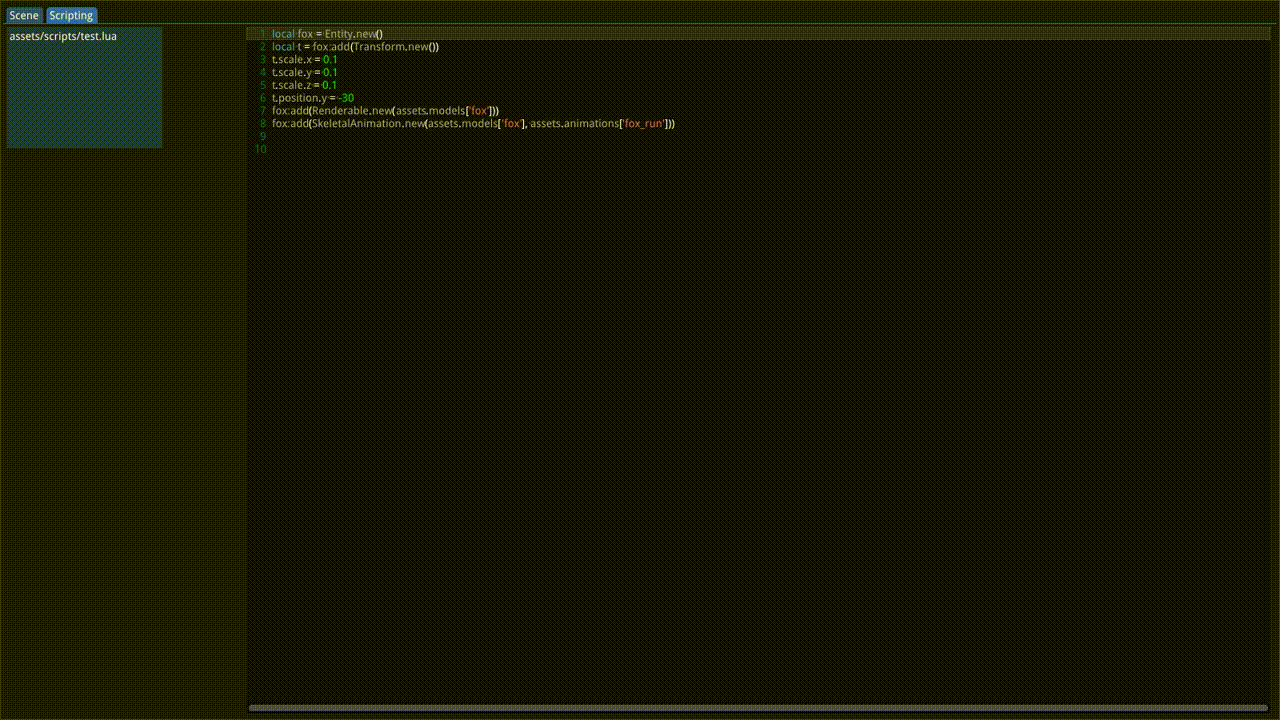 Scene Scripting
assets/scripts/test.lua
1 local fox = Entity.new()
2 local t = fox:add(Transform.new())
3 t.scale.x = 0.1
4 t.scale.y = 0.1
5 t.scale.z = 0.1
6 t.position.y = -30
7 fox:add(Renderable.new(assets.models['fox']))
8 fox:add(SkeletalAnimation.new(assets.models['fox'], assets.animations['fox_run']))
9
10